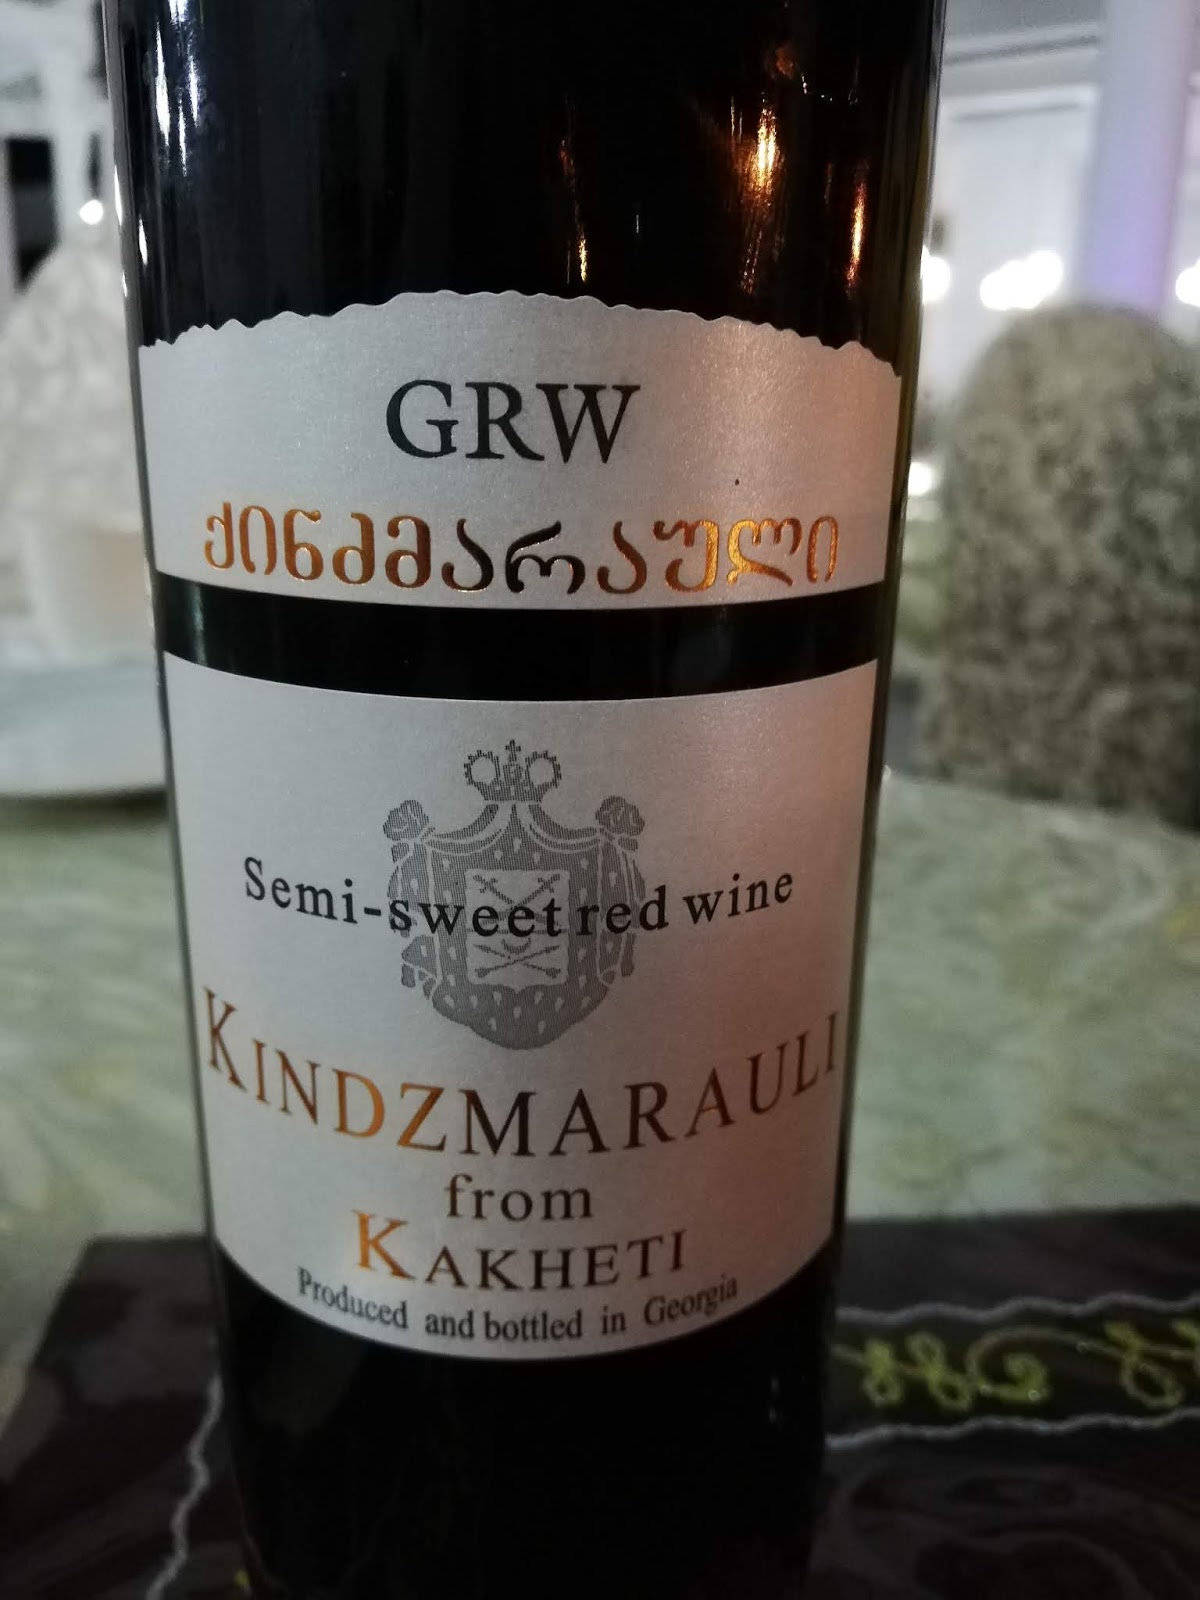 GRW
ქინძმარაული
Semi-sweet red wine
KINDZMARAULI
from
KAKHETI
Produced and bottled in Georgia